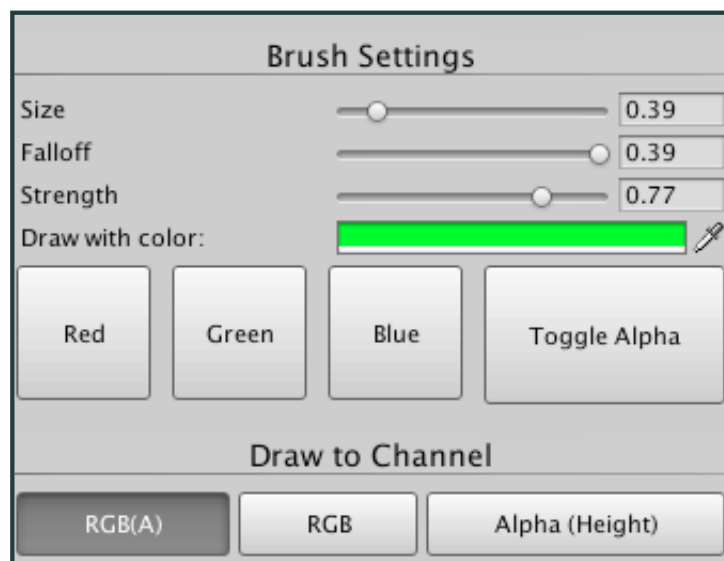 Brush Settings
Size 0.39
Falloff 0.39
Strength 0.77
Draw with color:
Red Green Blue Toggle Alpha
Draw to Channel
RGB(A) RGB Alpha (Height)